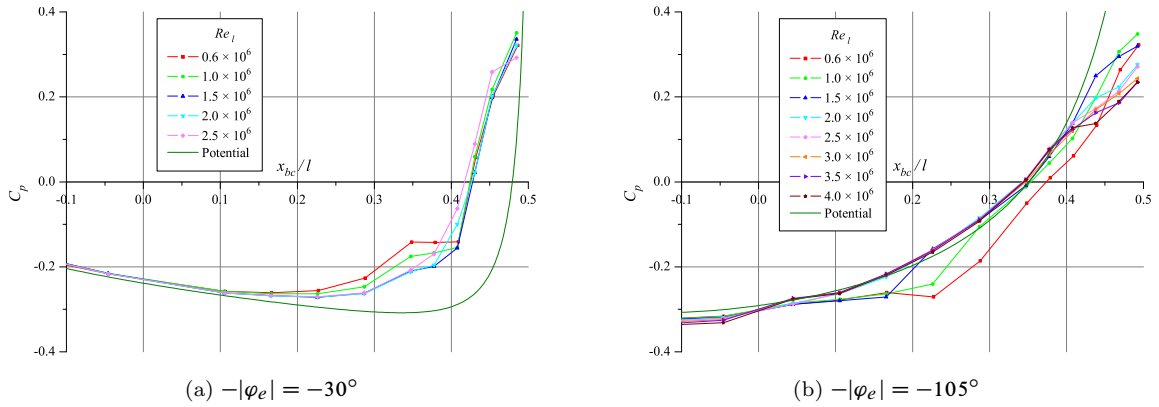 0.4
0.2
0.0
-0.2
-0.4
C_p
Re_l
0.6 × 10^6
1.0 × 10^6
1.5 × 10^6
2.0 × 10^6
2.5 × 10^6
Potential
x_bc/l
-0.1 0.0 0.1 0.2 0.3 0.4 0.5
(a) −|φ_e| = −30°
0.4
0.2
0.0
-0.2
-0.4
C_p
Re_l
0.6 × 10^6
1.0 × 10^6
1.5 × 10^6
2.0 × 10^6
2.5 × 10^6
3.0 × 10^6
3.5 × 10^6
4.0 × 10^6
Potential
x_bc/l
-0.1 0.0 0.1 0.2 0.3 0.4 0.5
(b) −|φ_e| = −105°